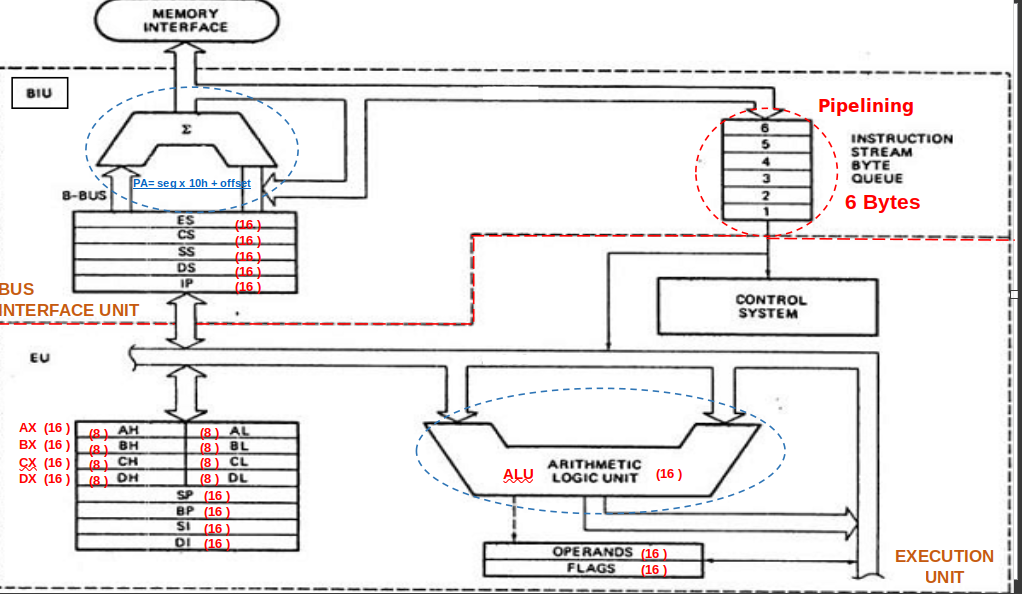 MEMORY
INTERFACE
BIU
Σ
PA= seg x 10h + offset
B-BUS
ES (16 )
CS (16 )
SS (16 )
DS (16 )
IP (16 )
BUS
INTERFACE UNIT
Pipelining
6
5
4
3
2
1
INSTRUCTION
STREAM
BYTE
QUEUE
6 Bytes
CONTROL
SYSTEM
EU
AX (16 ) (8 ) AH (8 ) AL
BX (16 ) (8 ) BH (8 ) BL
CX (16 ) (8 ) CH (8 ) CL
DX (16 ) (8 ) DH (8 ) DL
SP (16 )
BP (16 )
SI (16 )
DI (16 )
ALU ARITHMETIC
LOGIC UNIT (16 )
OPERANDS (16 )
FLAGS (16 )
EXECUTION
UNIT